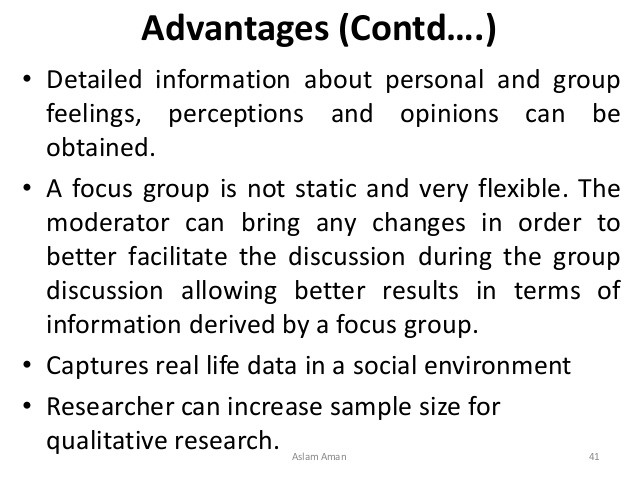 Advantages (Contd….)
• Detailed information about personal and group
feelings, perceptions and opinions can be
obtained.
• A focus group is not static and very flexible. The
moderator can bring any changes in order to
better facilitate the discussion during the group
discussion allowing better results in terms of
information derived by a focus group.
• Captures real life data in a social environment
• Researcher can increase sample size for
qualitative research.
Aslam Aman
41